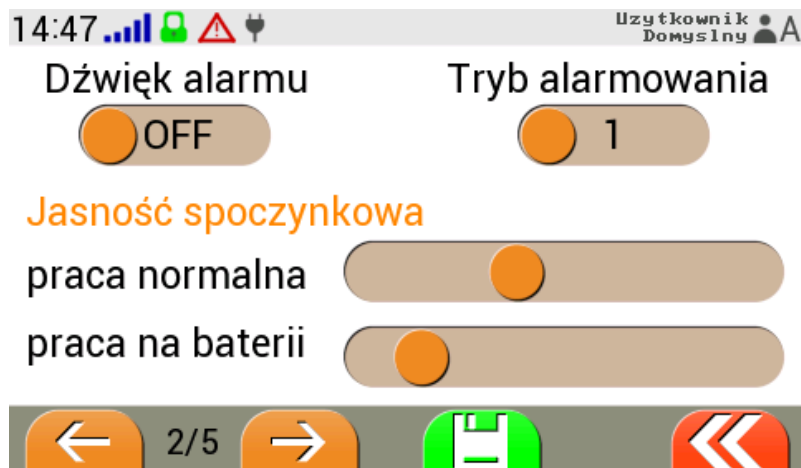 14:47
Uzytkownik
Domyslny A
Dźwięk alarmu
Tryb alarmowania
OFF
1
Jasność spoczynkowa
praca normalna
praca na baterii
2/5